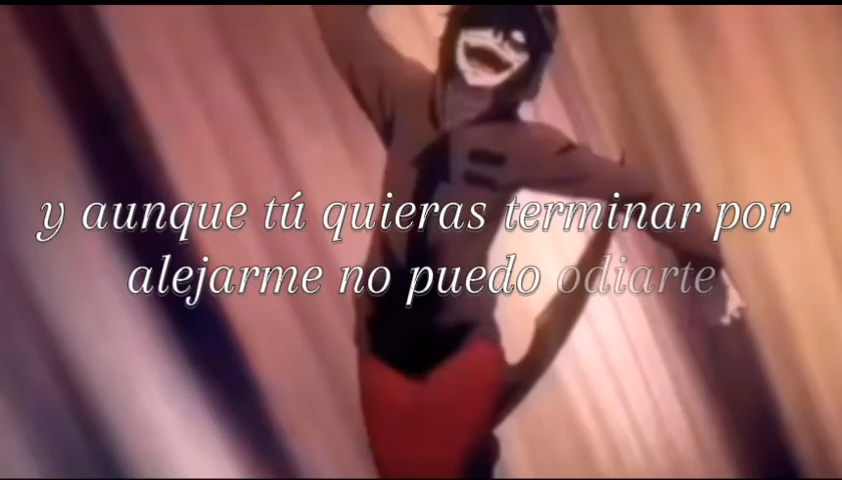 y aunque tú quieras terminar por
alejarme no puedo odiarte